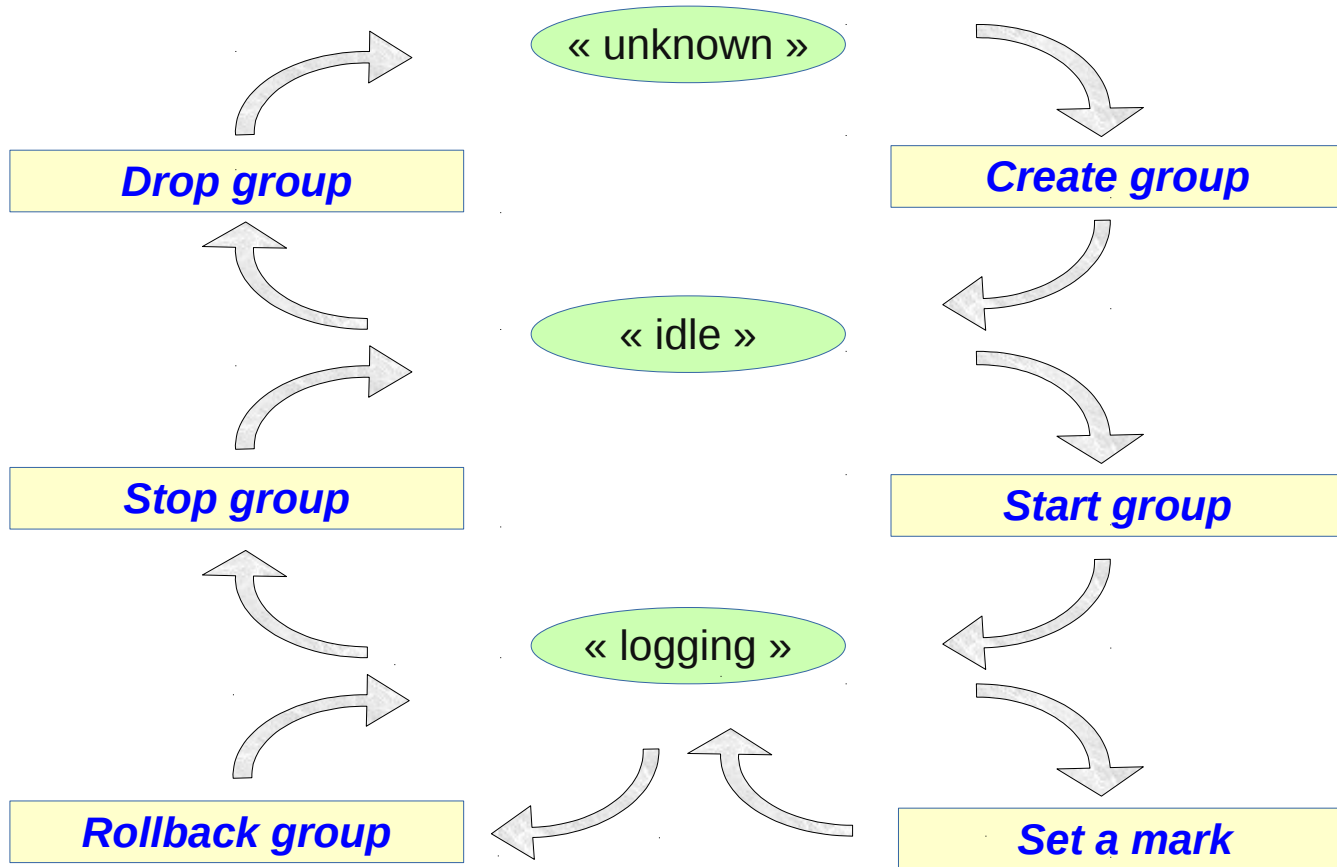 « unknown »
Drop group
Create group
« idle »
Stop group
Start group
« logging »
Rollback group
Set a mark